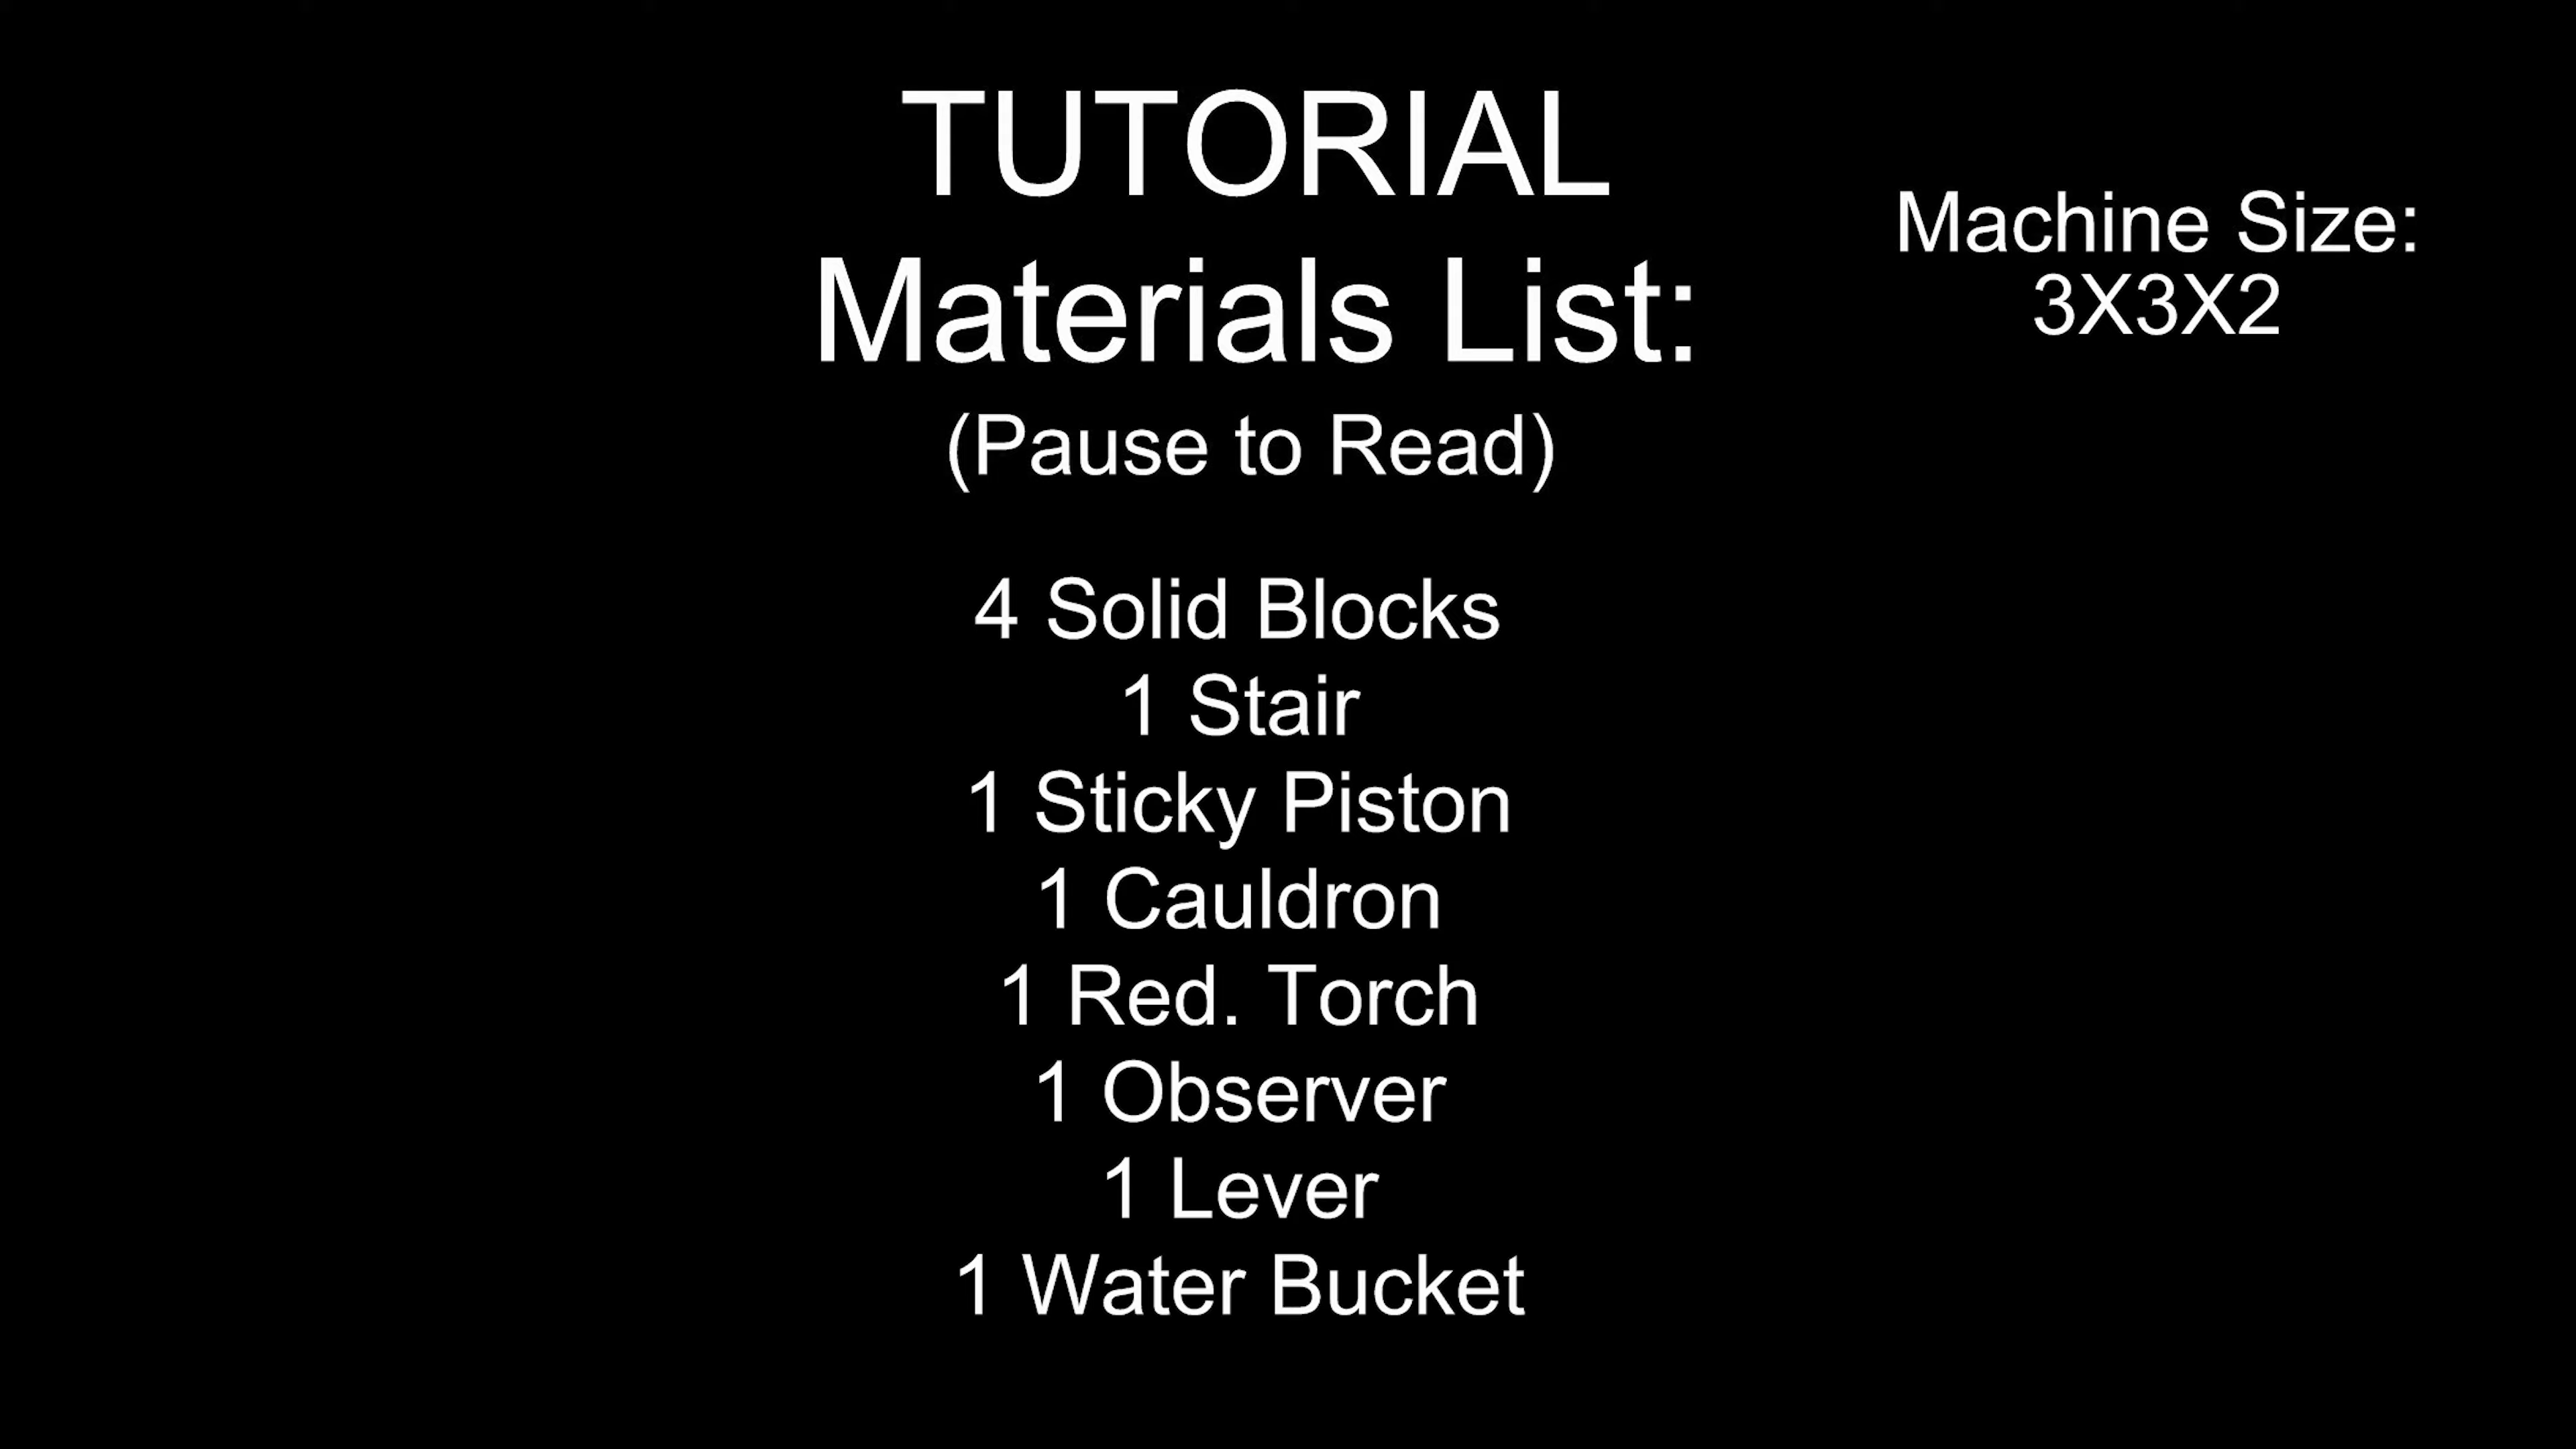 TUTORIAL
Materials List:
(Pause to Read)
Machine Size:
3X3X2
4 Solid Blocks
1 Stair
1 Sticky Piston
1 Cauldron
1 Red. Torch
1 Observer
1 Lever
1 Water Bucket